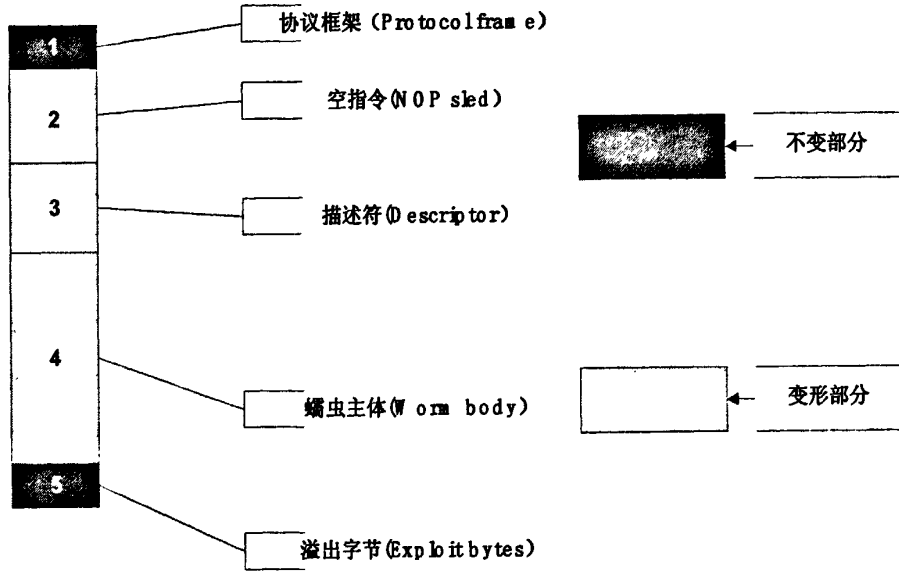 协议框架 (Protocolframe)
1
空指令(NOP sled)
2
不变部分
3
描述符(Descriptor)
4
蠕虫主体(Worm body)
变形部分
5
溢出字节(Exploitbytes)